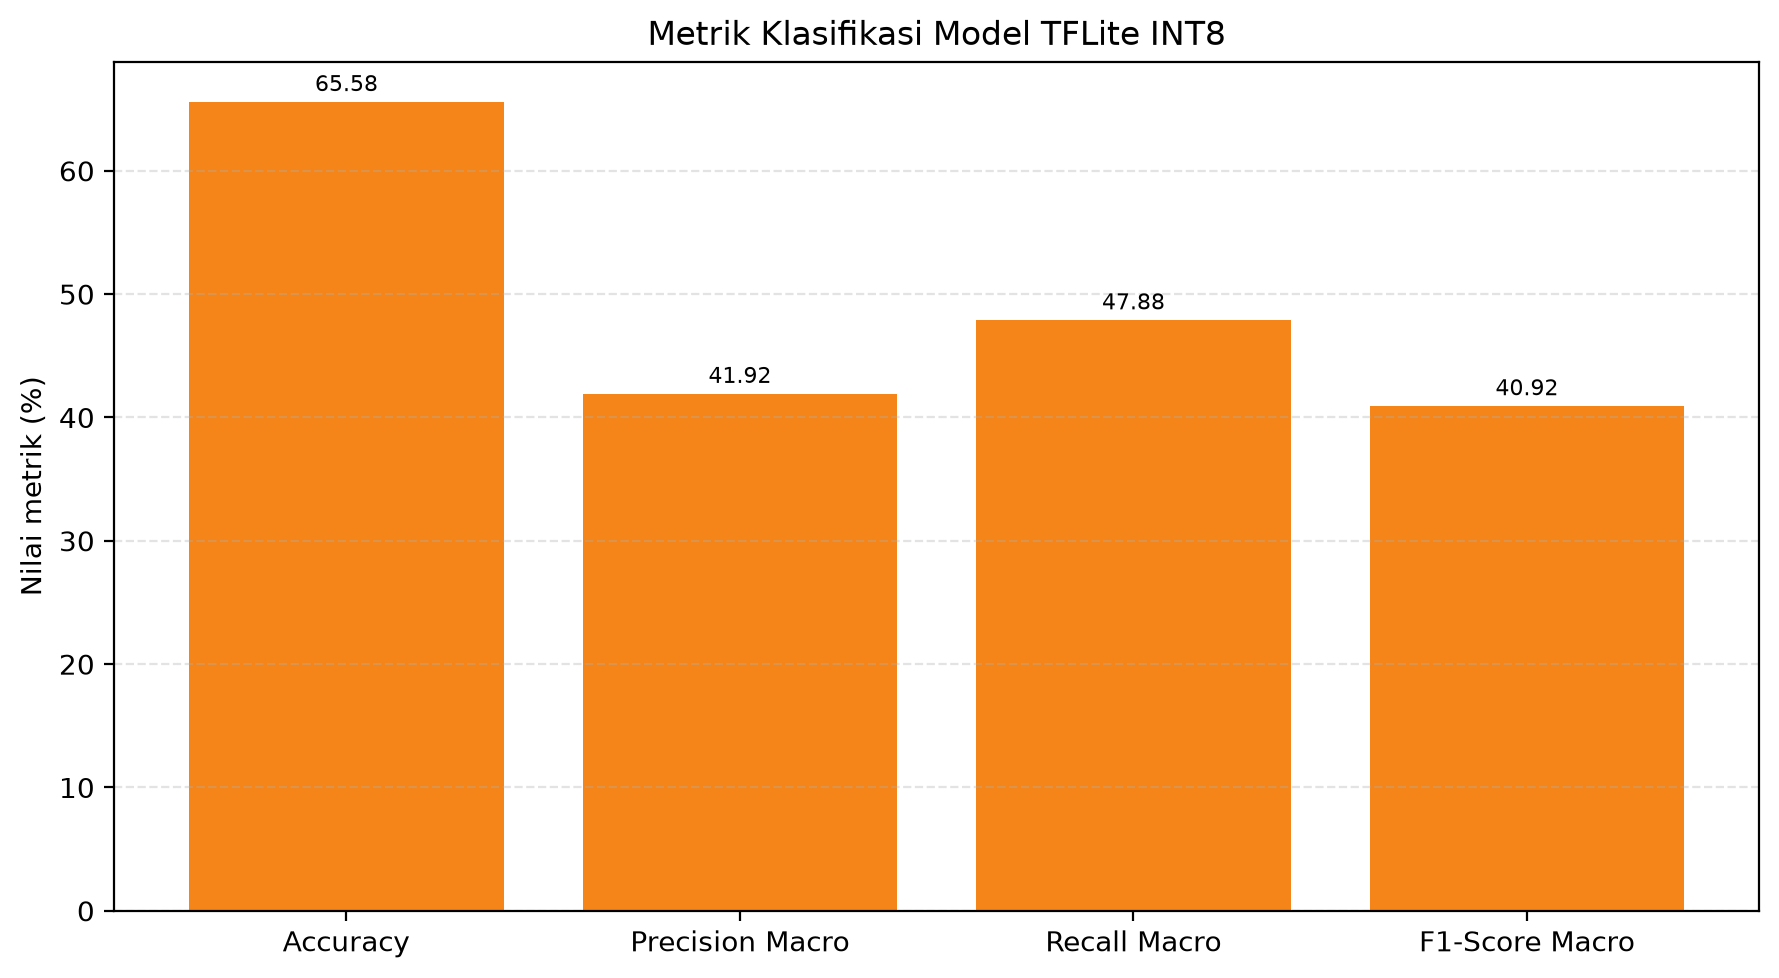 Metrik Klasifikasi Model TFLite INT8
Nilai metrik (%)
60
50
40
30
20
10
0
65.58
41.92
47.88
40.92
Accuracy
Precision Macro
Recall Macro
F1-Score Macro